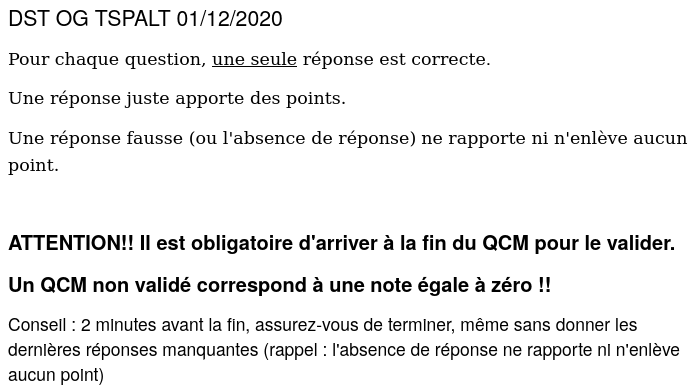 DST OG TSPALT 01/12/2020
Pour chaque question, une seule réponse est correcte.
Une réponse juste apporte des points.
Une réponse fausse (ou l'absence de réponse) ne rapporte ni n'enlève aucun
point.
ATTENTION!! Il est obligatoire d'arriver à la fin du QCM pour le valider.
Un QCM non validé correspond à une note égale à zéro !!
Conseil : 2 minutes avant la fin, assurez-vous de terminer, même sans donner les
dernières réponses manquantes (rappel : l'absence de réponse ne rapporte ni n'enlève
aucun point)